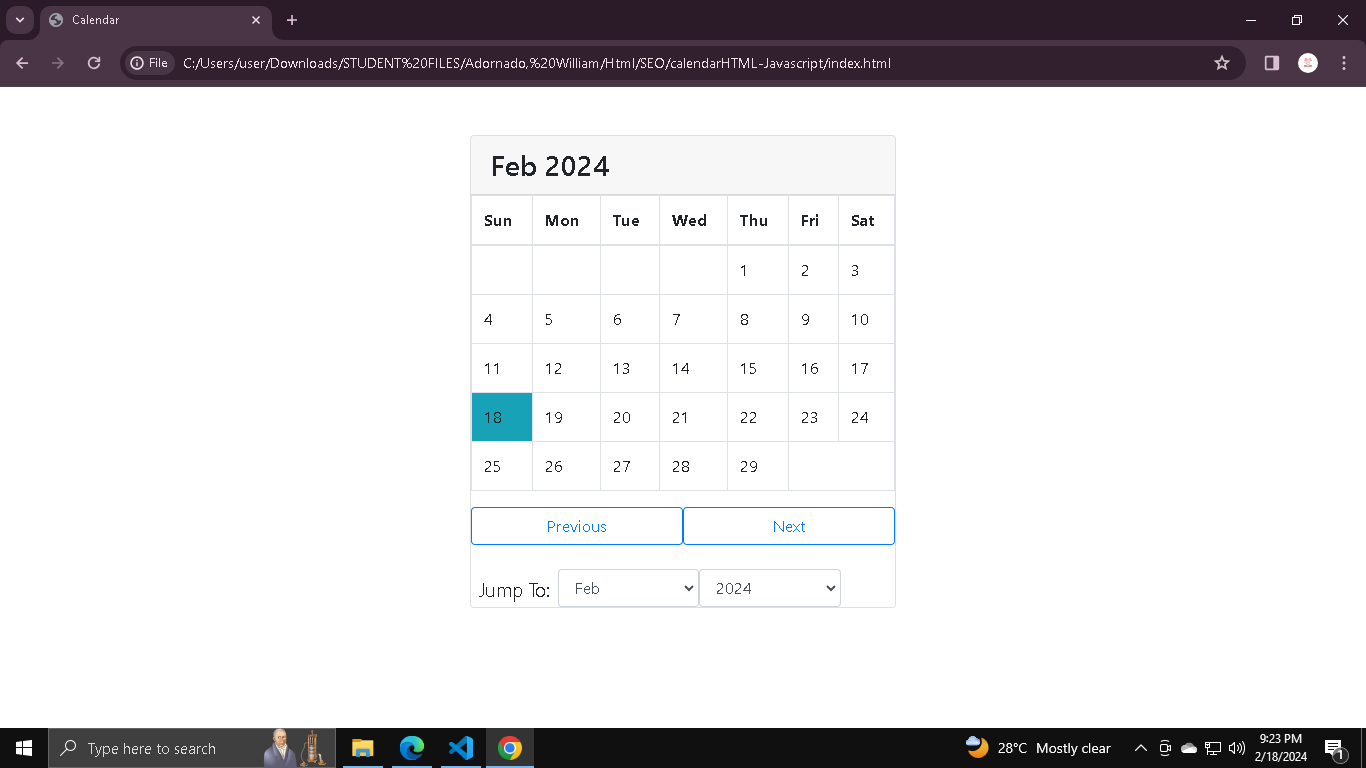 Calendar
File C:/Users/user/Downloads/STUDENT%20FILES/Adornado,%20William/Html/SEO/calendarHTML-Javascript/index.html
Feb 2024
Sun Mon Tue Wed Thu Fri Sat
1 2 3
4 5 6 7 8 9 10
11 12 13 14 15 16 17
18 19 20 21 22 23 24
25 26 27 28 29
Previous Next
Jump To: Feb 2024
Type here to search 28°C Mostly clear 9:23 PM
2/18/2024 1